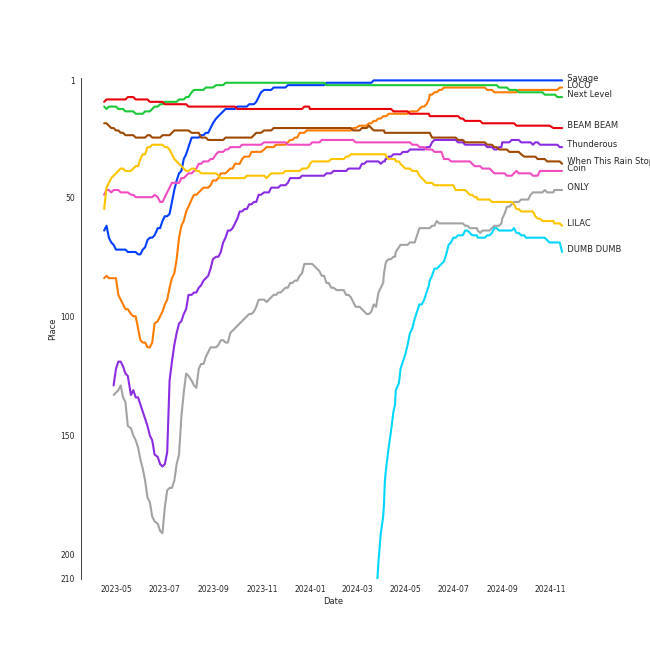 1
50
100
150
200
210
Place
Savage
LOCO
Next Level
BEAM BEAM
Thunderous
When This Rain Stop
Coin
ONLY
LILAC
DUMB DUMB
2023-05
2023-07
2023-09
2023-11
2024-01
2024-03
2024-05
2024-07
2024-09
2024-11
Date